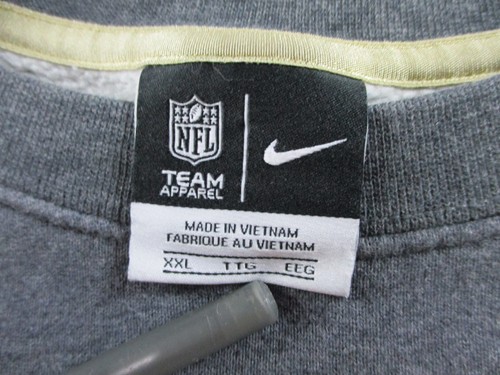 NFL
TEAM
APPAREL
MADE IN VIETNAM
FABRIQUE AU VIETNAM
XXL TTG EEG